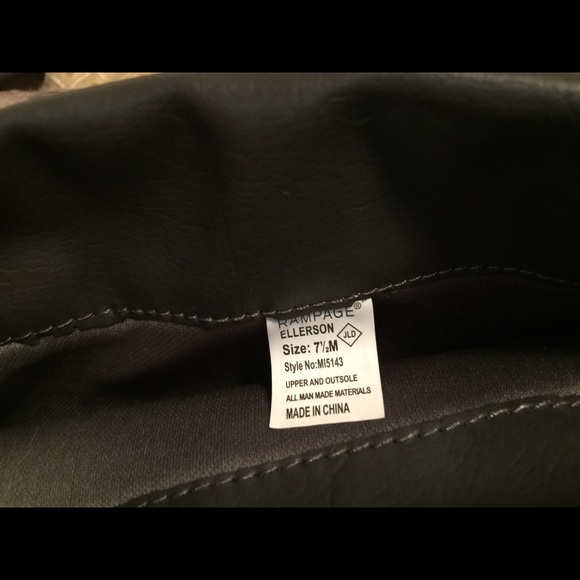 RAMPAGE®
ELLERSON
JLD
Size: 7½M
Style No:MI5143
UPPER AND OUTSOLE
ALL MAN MADE MATERIALS
MADE IN CHINA